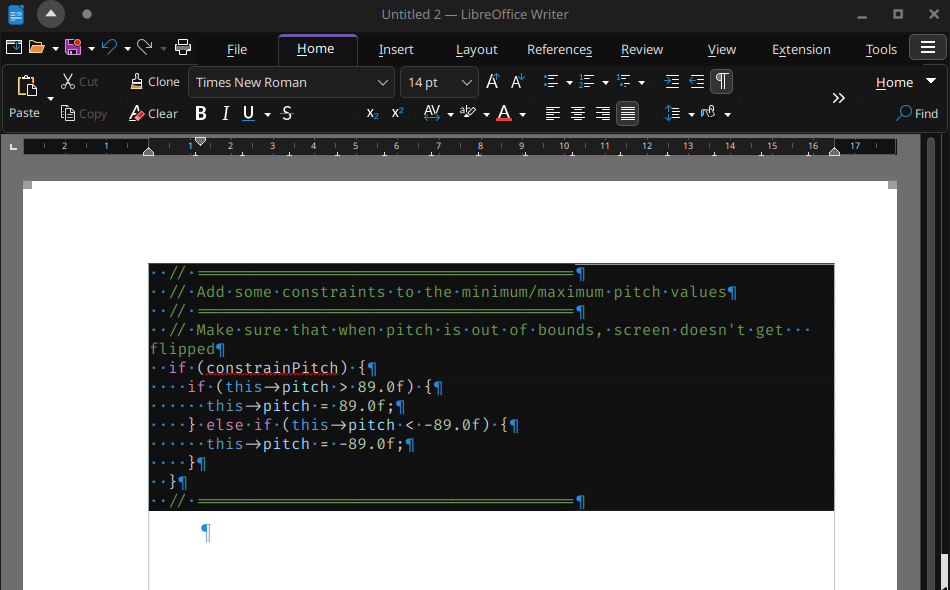 Untitled 2 — LibreOffice Writer
File Home Insert Layout References Review View Extension Tools
Cut Clone Times New Roman 14 pt Home
Paste Copy Clear B I U S X₂ X² AV A Find
2 1 1 2 3 4 5 6 7 8 9 10 11 12 13 14 15 16 17
// ========================================¶
// Add some constraints to the minimum/maximum pitch values¶
// ========================================¶
// Make sure that when pitch is out of bounds, screen doesn't get
flipped¶
if (constrainPitch) {¶
if (this->pitch > 89.0f) {¶
this->pitch = 89.0f;¶
} else if (this->pitch < -89.0f) {¶
this->pitch = -89.0f;¶
}¶
}¶
// ========================================¶
¶